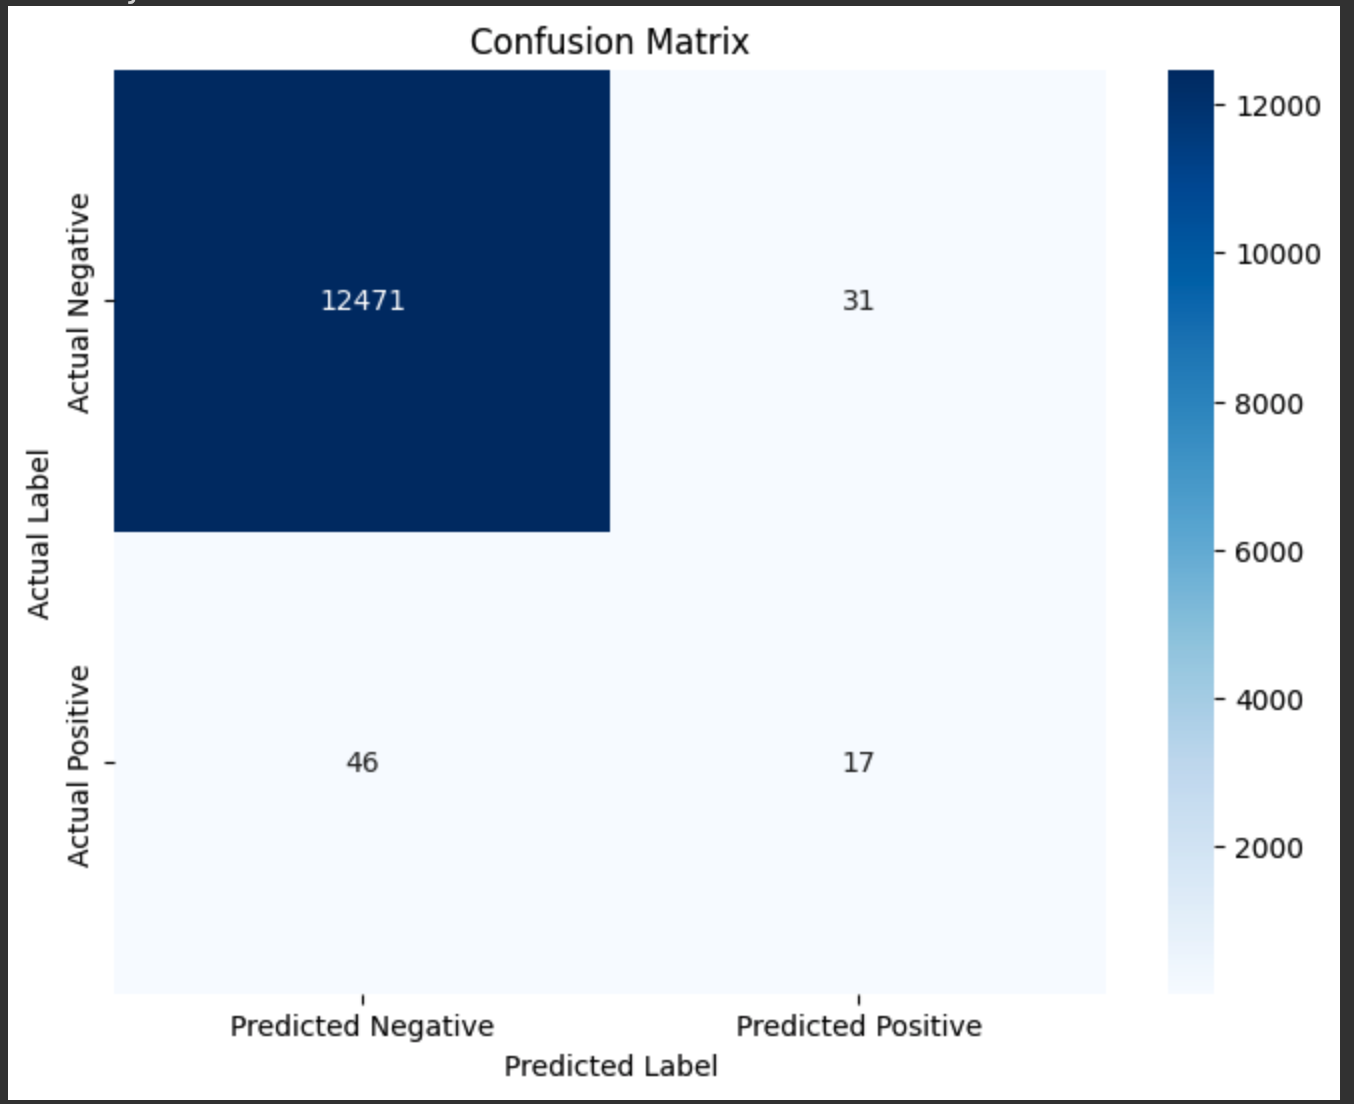 Confusion Matrix
Actual Label
Actual Negative
Actual Positive
12471
31
46
17
Predicted Negative
Predicted Positive
Predicted Label
12000
10000
8000
6000
4000
2000